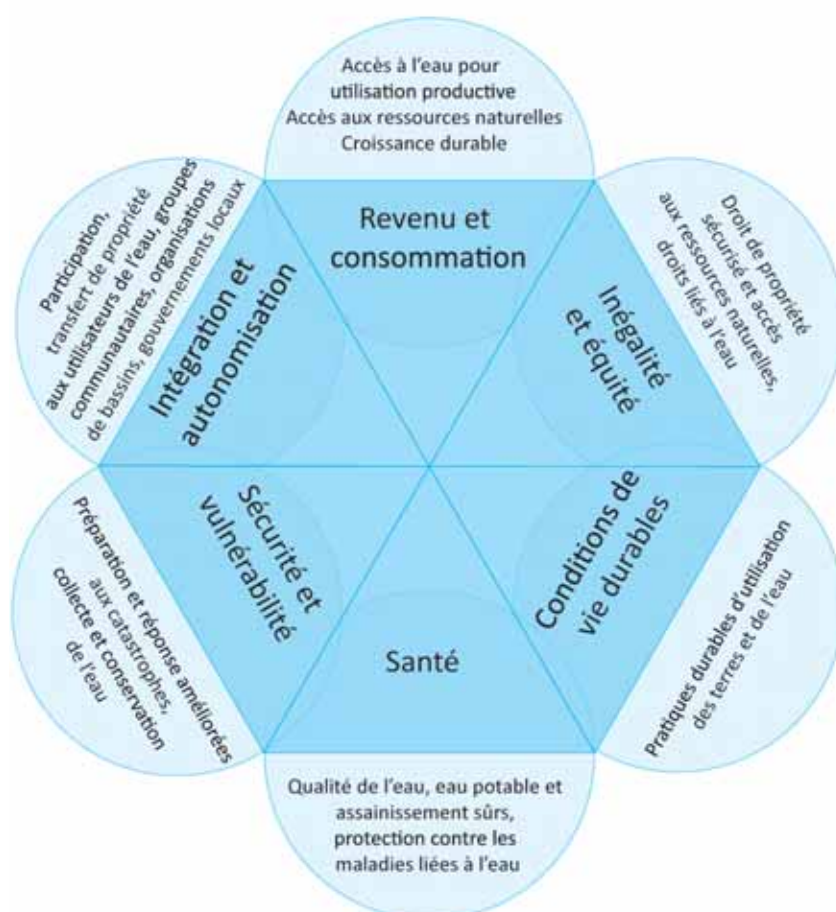 Accès à l'eau pour
utilisation productive
Accès aux ressources naturelles
Croissance durable
Revenu et
consommation
Droit de propriété
sécurisé et accès
aux ressources naturelles,
droits liés à l'eau
Inégalité
et équité
Conditions de
vie durables
Pratiques durables d'utilisation
des terres et de l'eau
Santé
Qualité de l'eau, eau potable et
assainissement sûrs,
protection contre les
maladies liées à l'eau
Sécurité et
vulnérabilité
Préparation et réponse améliorées
aux catastrophes,
collecte et conservation
de l'eau
Intégration et
autonomisation
Participation,
transfert de propriété
aux utilisateurs de l'eau, groupes
communautaires, organisations
de bassins, gouvernements locaux